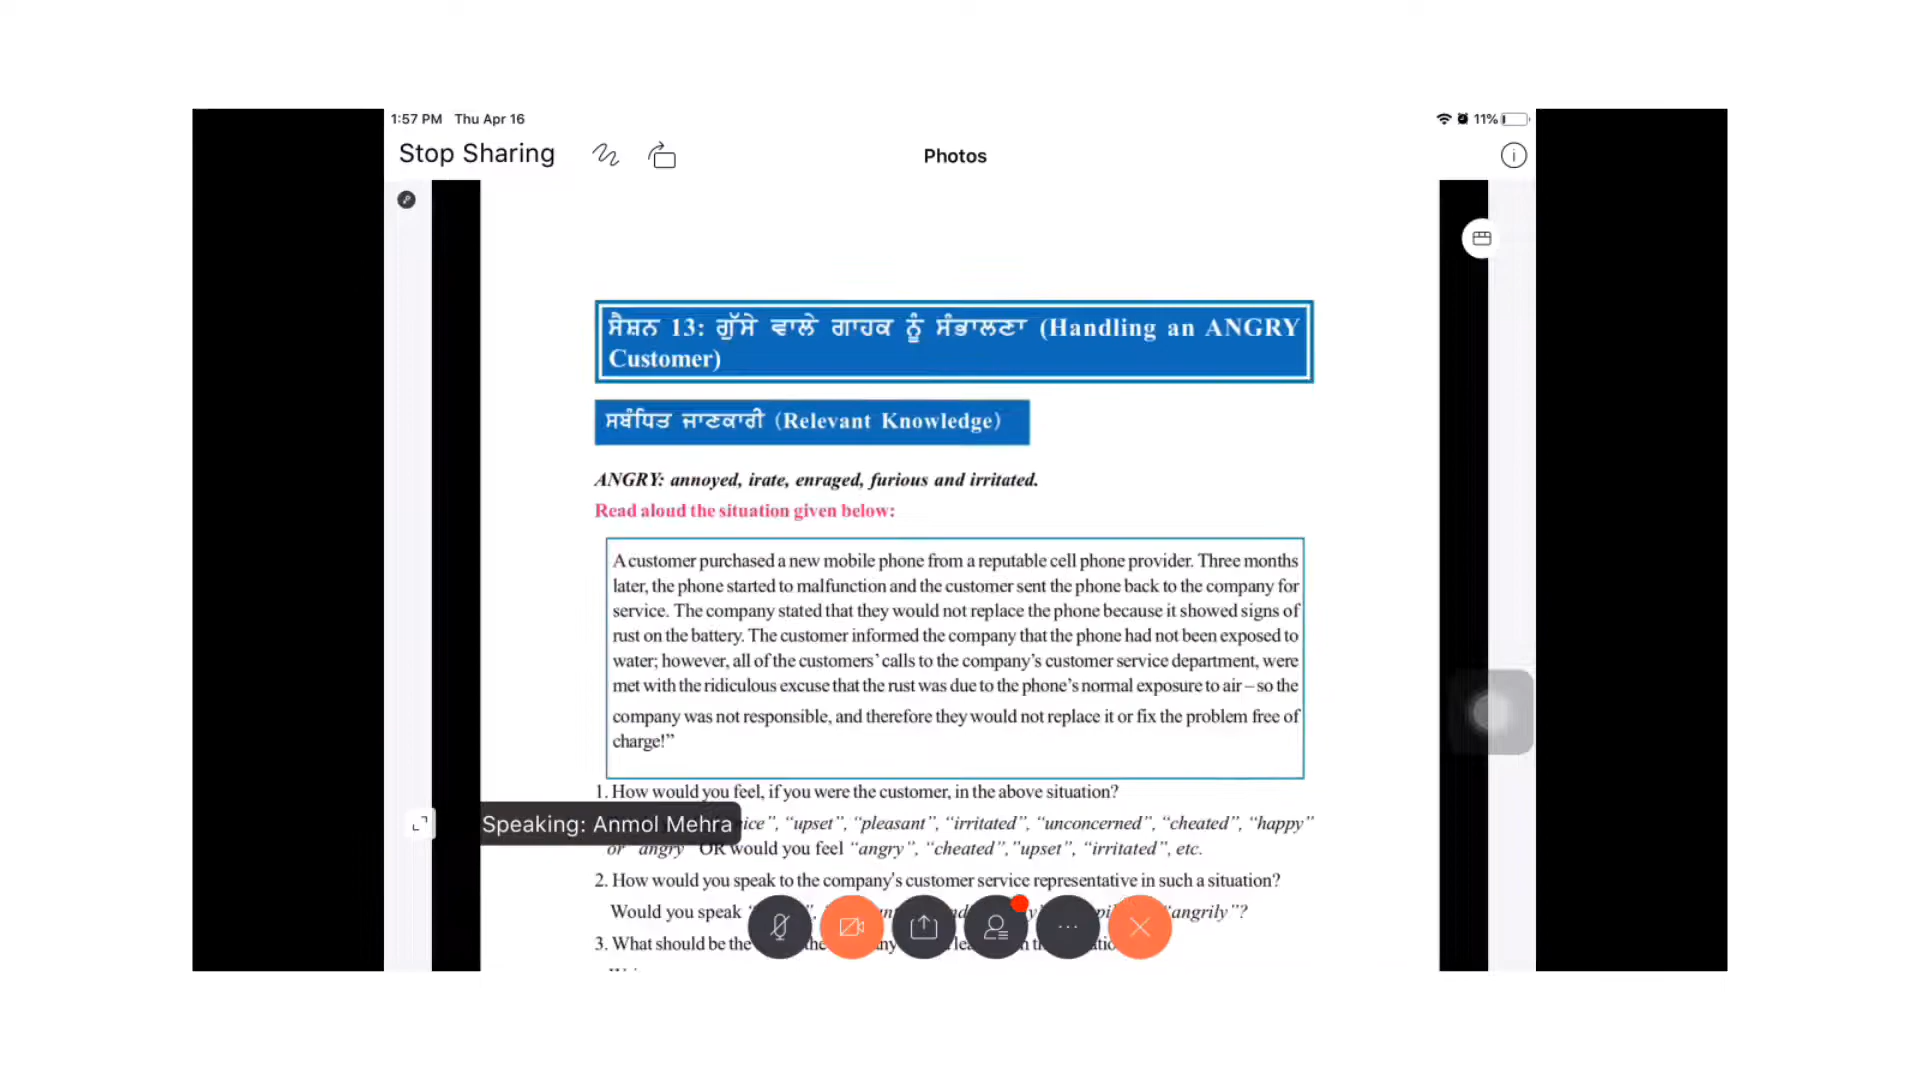 1:57 PM Thu Apr 16
11%
Stop Sharing
Photos
ਸੈਸ਼ਨ 13: ਗੁੱਸੇ ਵਾਲੇ ਗਾਹਕ ਨੂੰ ਸੰਭਾਲਣਾ (Handling an ANGRY
Customer)
ਸਬੰਧਿਤ ਜਾਣਕਾਰੀ (Relevant Knowledge)
ANGRY: annoyed, irate, enraged, furious and irritated.
Read aloud the situation given below:
A customer purchased a new mobile phone from a reputable cell phone provider. Three months
later, the phone started to malfunction and the customer sent the phone back to the company for
service. The company stated that they would not replace the phone because it showed signs of
rust on the battery. The customer informed the company that the phone had not been exposed to
water; however, all of the customers’ calls to the company’s customer service department, were
met with the ridiculous excuse that the rust was due to the phone’s normal exposure to air – so the
company was not responsible, and therefore they would not replace it or fix the problem free of
charge!”
1. How would you feel, if you were the customer, in the above situation?
Speaking: Anmol Mehra
“upset”, “pleasant”, “irritated”, “unconcerned”, “cheated”, “happy”
or angry” OR would you feel “angry”, “cheated”,”upset”, “irritated”, etc.
2. How would you speak to the company's customer service representative in such a situation?
Would you speak “angrily”?
3. What should be the